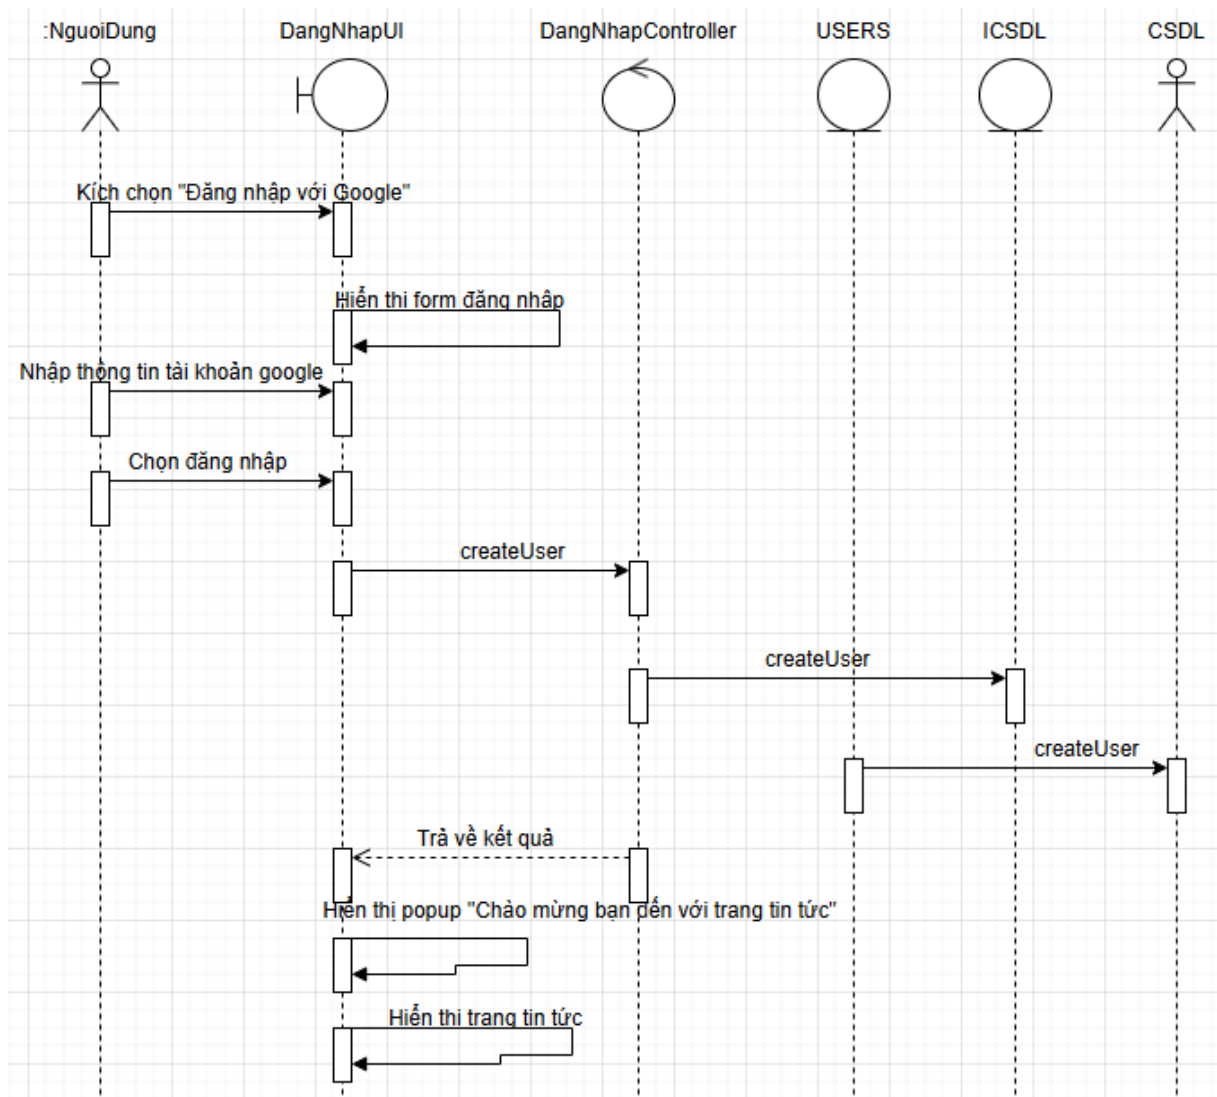 :NguoiDung
DangNhapUI
DangNhapController
USERS
ICSDL
CSDL
Kích chọn "Đăng nhập với Google"
Hiển thi form đăng nhâp
Nhập thông tin tài khoản google
Chọn đăng nhập
createUser
createUser
createUser
Trả về kết quả
Hiển thị popup "Chào mừng bạn đến với trang tin tức"
Hiển thi trang tin tức